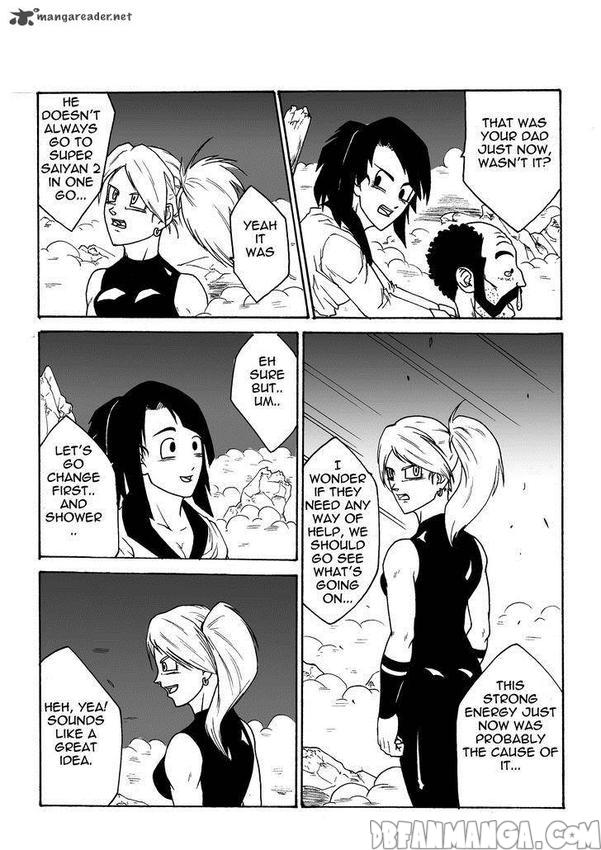 mangareader.net
THAT WAS
YOUR DAD
JUST NOW,
WASN'T IT?
HE
DOESN'T
ALWAYS
GO TO
SUPER
SAIYAN 2
IN ONE
GO...
YEAH
IT WAS
I
WONDER
IF THEY
NEED ANY
WAY OF
HELP, WE
SHOULD
GO SEE
WHAT'S
GOING
ON...
THIS
STRONG
ENERGY JUST
NOW WAS
PROBABLY
THE CAUSE OF
IT...
EH
SURE
BUT..
UM..
LET'S
GO
CHANGE
FIRST..
AND
SHOWER
..
HEH, YEA!
SOUNDS
LIKE A
GREAT
IDEA.
DBFANMANGA.COM